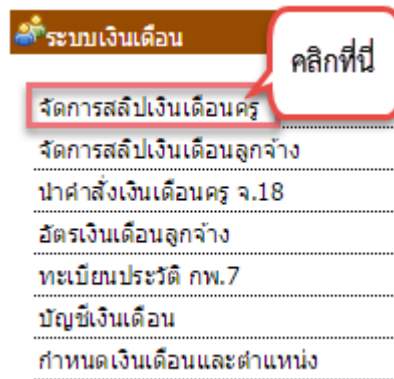 ระบบเงินเดือน
คลิกที่นี่
จัดการสลิปเงินเดือนครู
จัดการสลิปเงินเดือนลูกจ้าง
นำคำสั่งเงินเดือนครู จ.18
อัตรเงินเดือนลูกจ้าง
ทะเบียนประวัติ กพ.7
บัญชีเงินเดือน
กำหนดเงินเดือนและตำแหน่ง